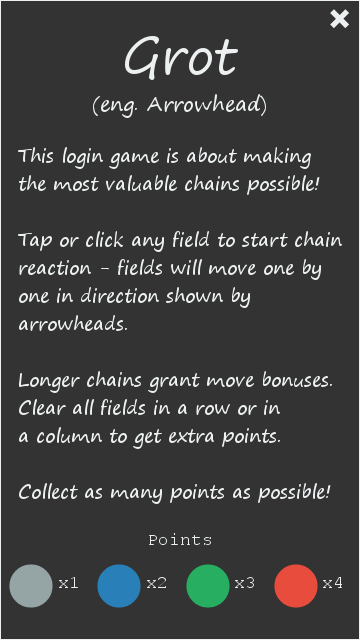 Grot
(eng. Arrowhead)
This login game is about making
the most valuable chains possible!
Tap or click any field to start chain
reaction - fields will move one by
one in direction shown by
arrowheads.
Longer chains grant move bonuses.
Clear all fields in a row or in
a column to get extra points.
Collect as many points as possible!
Points
x1 x2 x3 x4